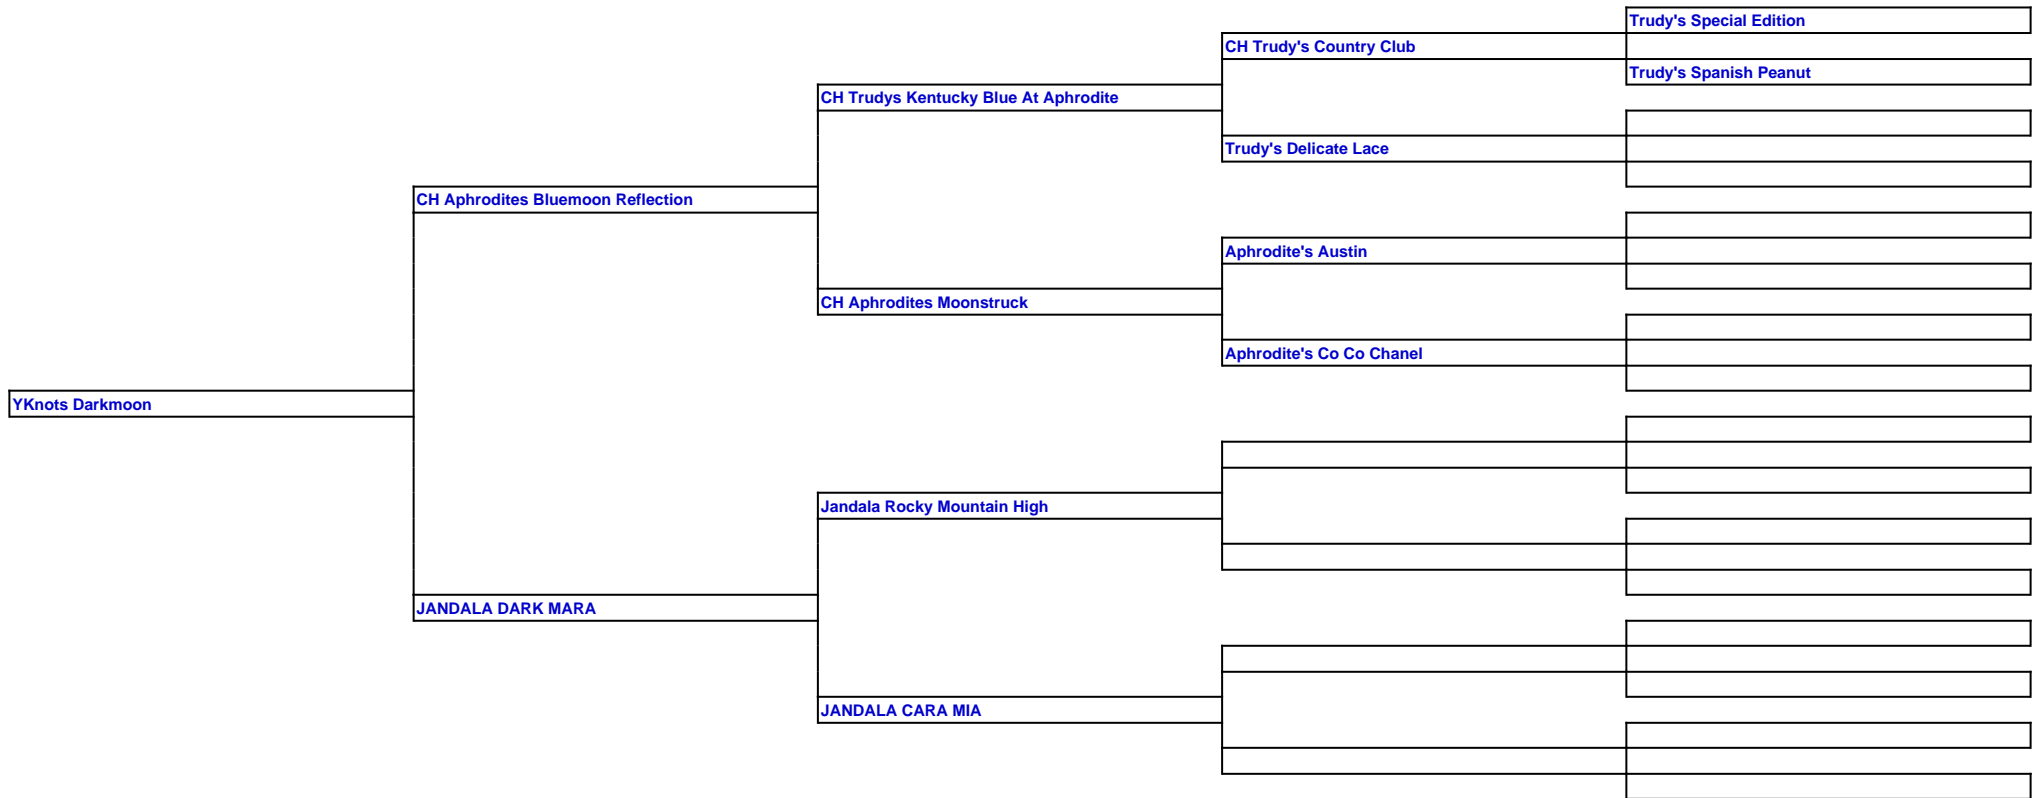 Trudy's Special Edition
CH Trudy's Country Club
Trudy's Spanish Peanut
CH Trudys Kentucky Blue At Aphrodite
Trudy's Delicate Lace
CH Aphrodites Bluemoon Reflection
Aphrodite's Austin
CH Aphrodites Moonstruck
Aphrodite's Co Co Chanel
YKnots Darkmoon
Jandala Rocky Mountain High
JANDALA DARK MARA
JANDALA CARA MIA